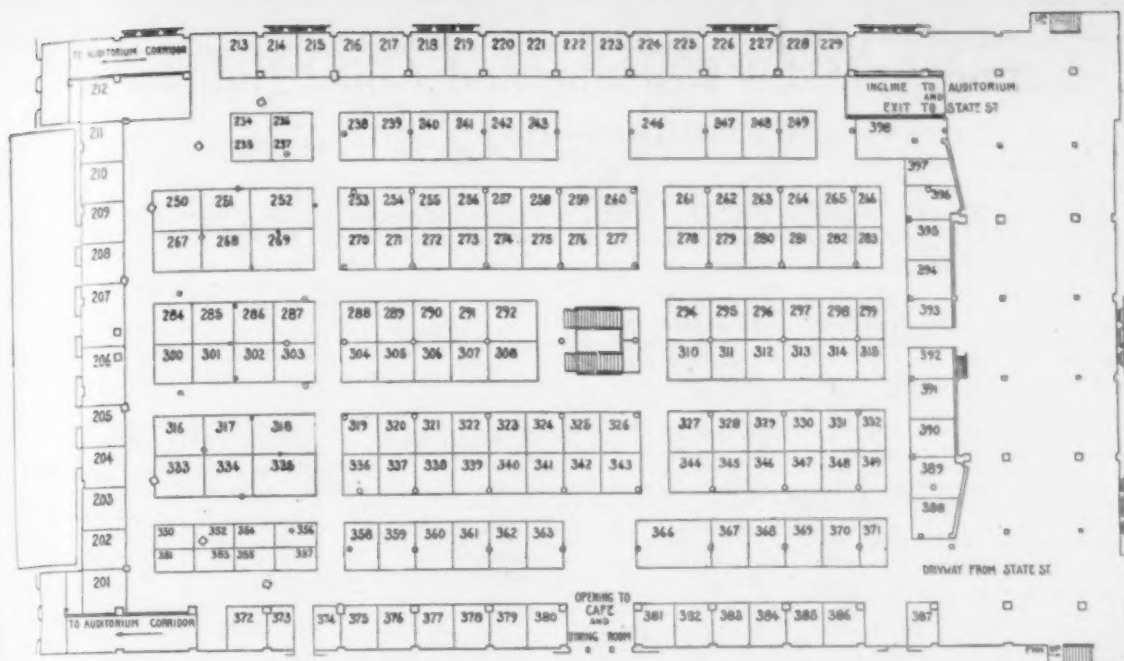 UP
TO AUDITORIUM CORRIDOR
213 214 215 216 217 218 219 220 221 222 223 224 225 226 227 228 229
INCLINE TO AUDITORIUM
AND
EXIT TO STATE ST
212
211
210
209
208
207
206
205
204
203
202
201
234 236
235 237
238 239 240 241 242 243
246 247 248 249
398
397
396
395
394
393
250 251 252
267 268 269
253 254 255 256 257 258 259 260
270 271 272 273 274 275 276 277
261 262 263 264 265 266
278 279 280 281 282 283
284 285 286 287
300 301 302 303
288 289 290 291 292
304 305 306 307 308
296 295 296 297 298 299
310 311 312 313 314 315
392
391
390
389
388
316 317 318
333 334 335
319 320 321 322 323 324 325 326
336 337 338 339 340 341 342 343
327 328 329 330 331 332
344 345 346 347 348 349
350 352 354 356
351 353 355 357
358 359 360 361 362 363
366 367 368 369 370 371
DRIVWAY FROM STATE ST
TO AUDITORIUM CORRIDOR
372 373
374 375 376 377 378 379 380
OPENING TO
CAFE
AND
DINING ROOM
381 382 383 384 385 386
387
UP